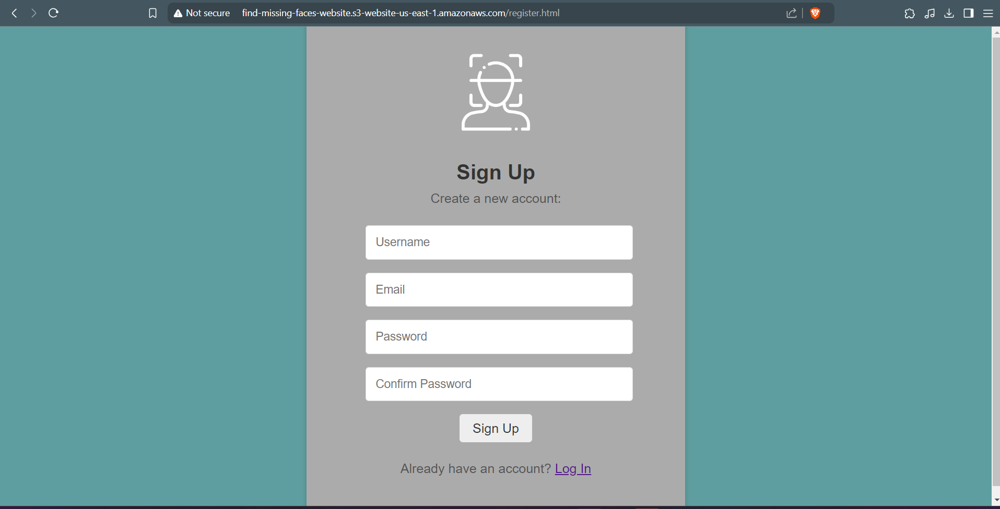 Not secure find-missing-faces-website.s3-website-us-east-1.amazonaws.com/register.html
Sign Up
Create a new account:
Username
Email
Password
Confirm Password
Sign Up
Already have an account? Log In